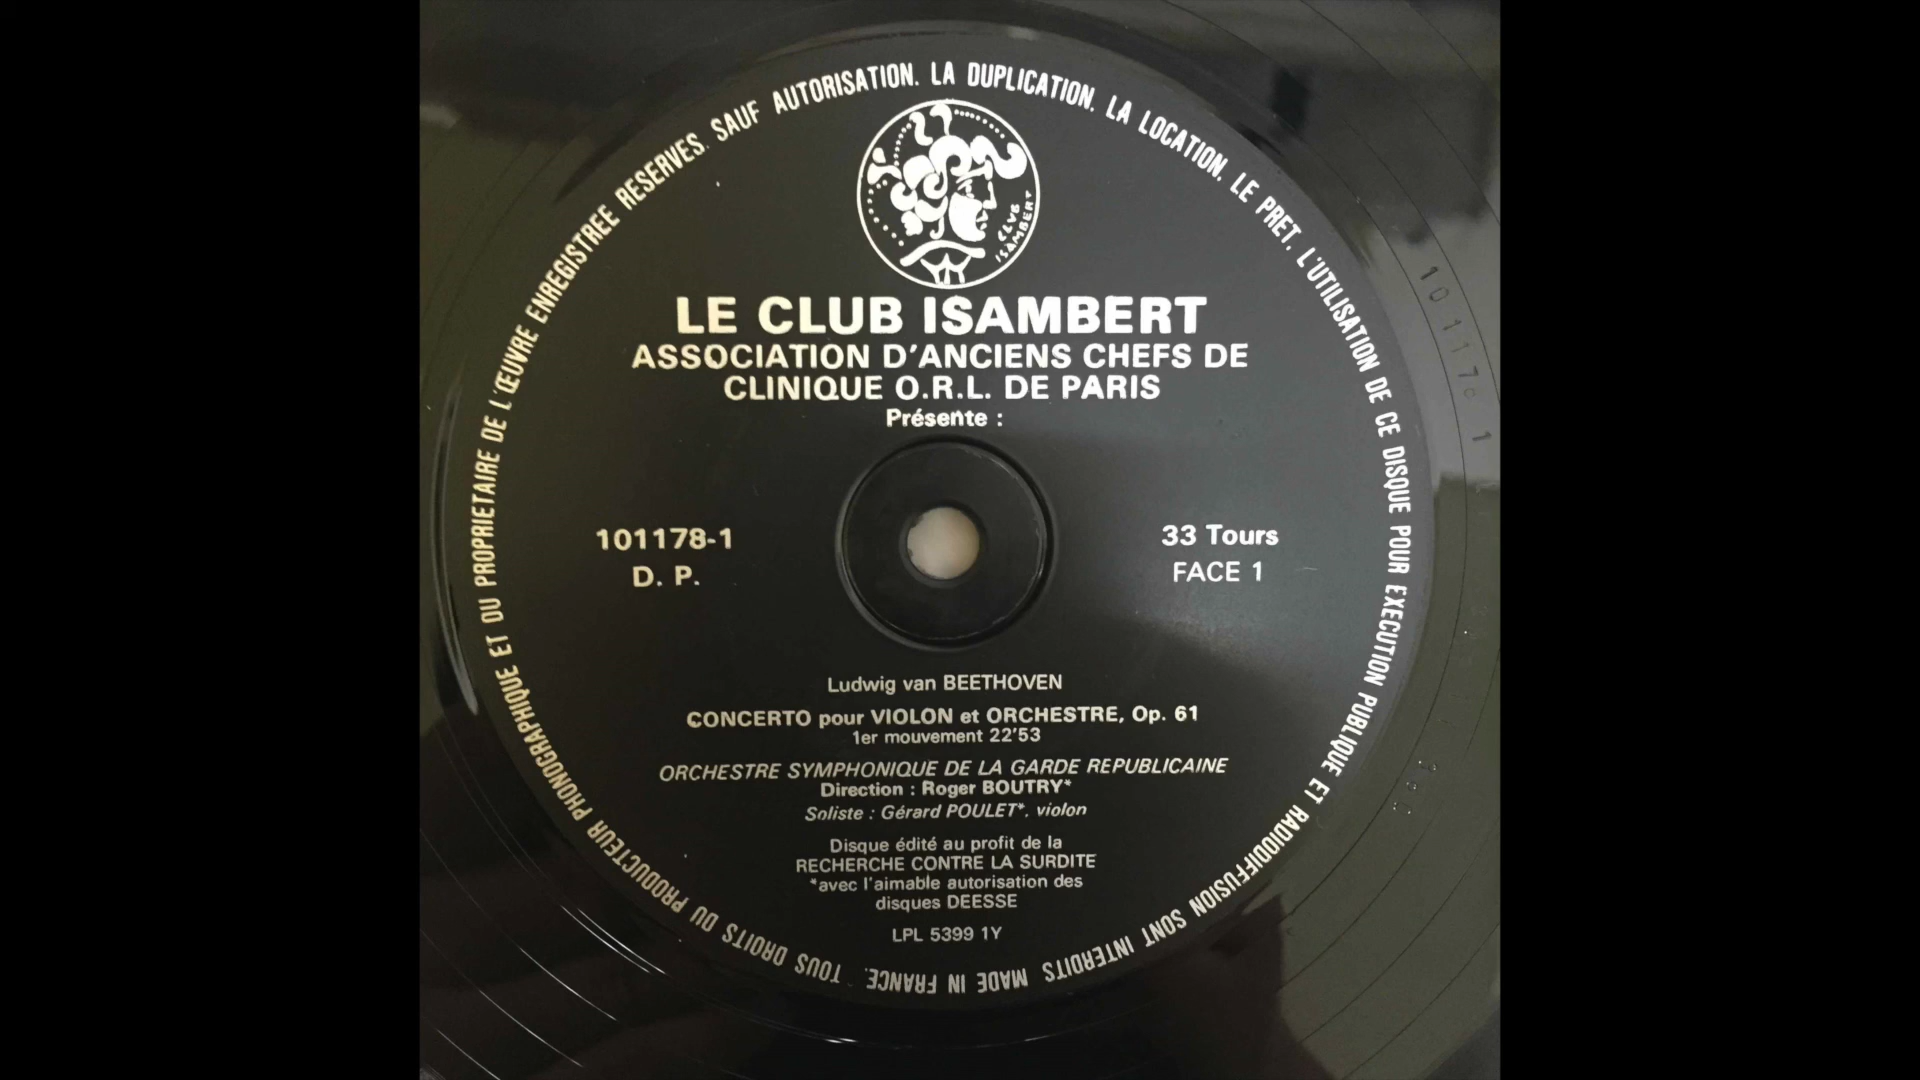 TOUS DROITS DU PRODUCTEUR PHONOGRAPHIQUE ET DU PROPRIETAIRE DE L'ŒUVRE ENREGISTREE RESERVES. SAUF AUTORISATION. LA DUPLICATION. LA LOCATION. LE PRET. L'UTILISATION DE CE DISQUE POUR EXECUTION PUBLIQUE ET RADIODIFFUSION SONT INTERDITS MADE IN FRANCE.
CLUB
ISAMBERT
LE CLUB ISAMBERT
ASSOCIATION D'ANCIENS CHEFS DE
CLINIQUE O.R.L. DE PARIS
Présente :
101178-1
D. P.
33 Tours
FACE 1
Ludwig van BEETHOVEN
CONCERTO pour VIOLON et ORCHESTRE, Op. 61
1er mouvement 22'53
ORCHESTRE SYMPHONIQUE DE LA GARDE REPUBLICAINE
Direction : Roger BOUTRY*
Soliste : Gérard POULET*, violon
Disque édité au profit de la
RECHERCHE CONTRE LA SURDITE
*avec l'aimable autorisation des
disques DEESSE
LPL 5399 1Y